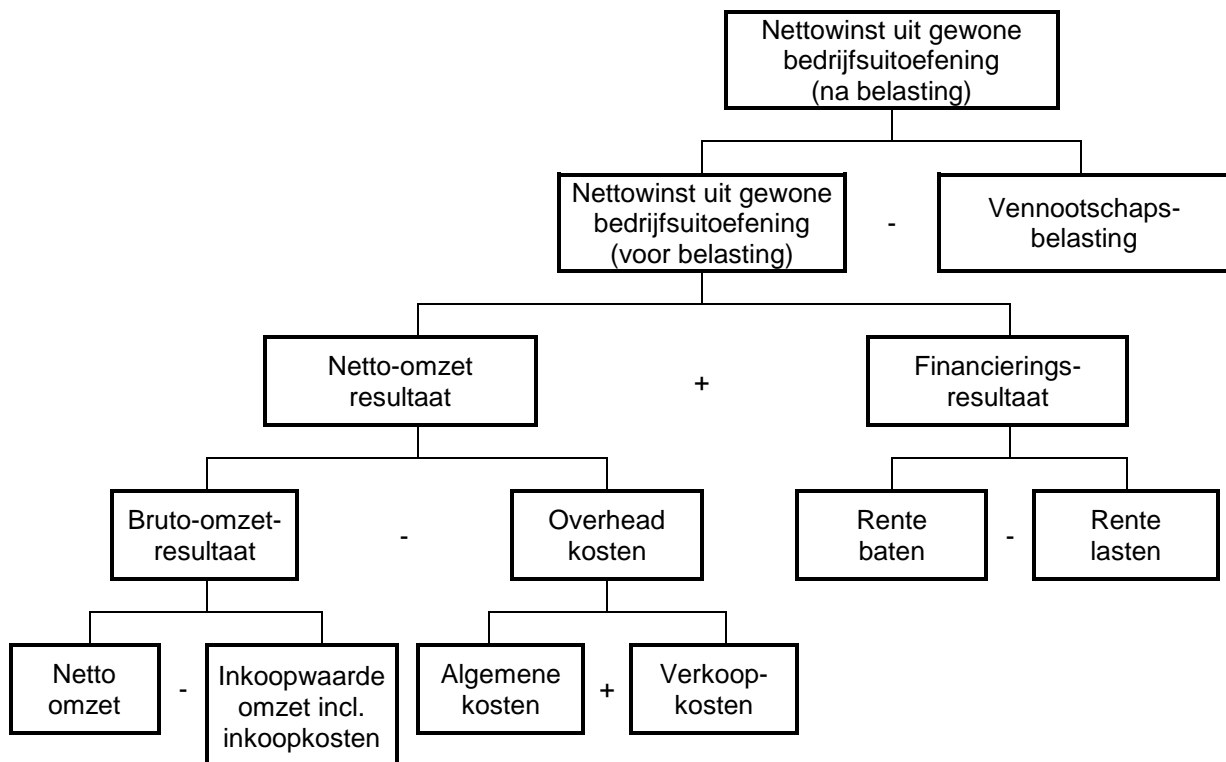 Nettowinst uit gewone
bedrijfsuitoefening
(na belasting)
Nettowinst uit gewone
bedrijfsuitoefening
(voor belasting)
-
Vennootschaps-
belasting
Netto-omzet
resultaat
+
Financierings-
resultaat
Bruto-omzet-
resultaat
-
Overhead
kosten
Rente
baten
-
Rente
lasten
Netto
omzet
-
Inkoopwaarde
omzet incl.
inkoopkosten
Algemene
kosten
+
Verkoop-
kosten